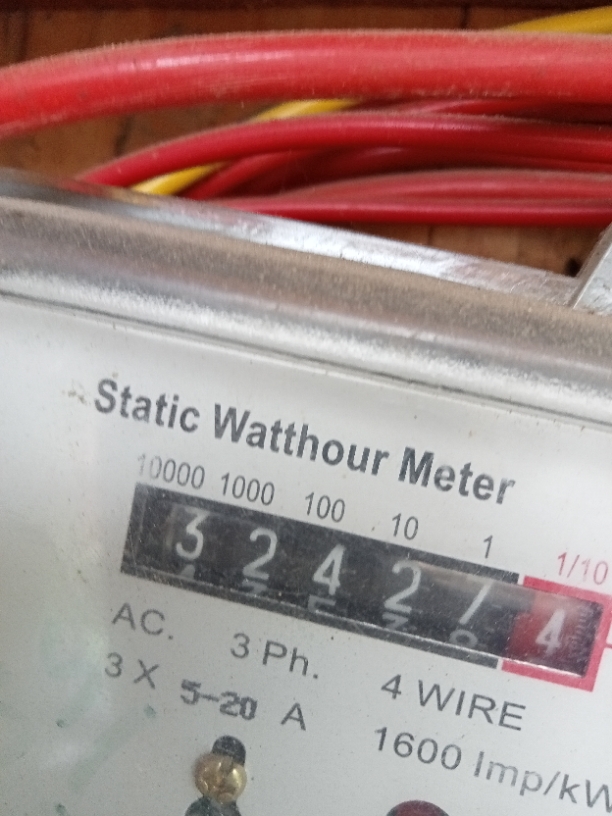 Static Watthour Meter
10000 1000 100 10 1 1/10
3 2 4 2 7 4
AC. 3 Ph. 4 WIRE
3 X 5-20 A 1600 Imp/kW